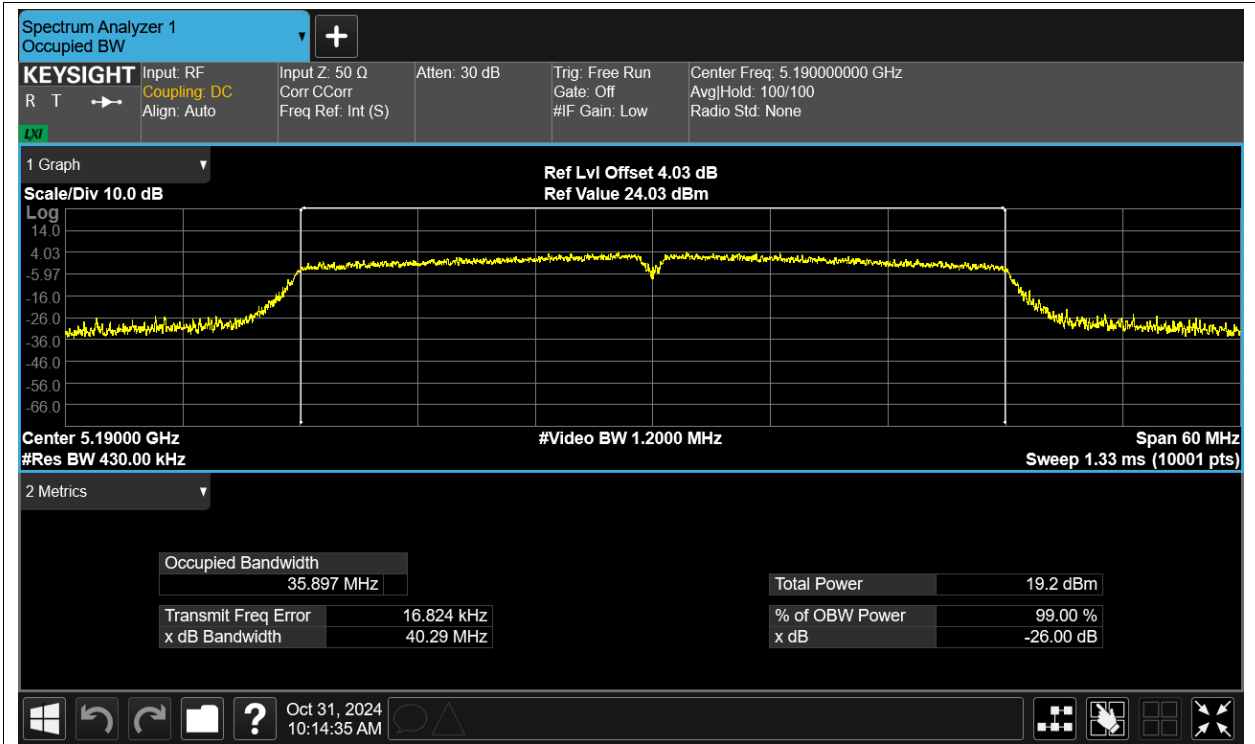 Spectrum Analyzer 1
Occupied BW
KEYSIGHT
R T
LXI
Input: RF
Coupling: DC
Align: Auto
Input Z: 50 Ω
Corr CCorr
Freq Ref: Int (S)
Atten: 30 dB
Trig: Free Run
Gate: Off
#IF Gain: Low
Center Freq: 5.190000000 GHz
Avg|Hold: 100/100
Radio Std: None
1 Graph
Ref Lvl Offset 4.03 dB
Scale/Div 10.0 dB
Ref Value 24.03 dBm
Log
14.0
4.03
-5.97
-16.0
-26.0
-36.0
-46.0
-56.0
-66.0
Center 5.19000 GHz
#Video BW 1.2000 MHz
Span 60 MHz
#Res BW 430.00 kHz
Sweep 1.33 ms (10001 pts)
2 Metrics
Occupied Bandwidth
35.897 MHz
Total Power 19.2 dBm
Transmit Freq Error 16.824 kHz
% of OBW Power 99.00 %
x dB Bandwidth 40.29 MHz
x dB -26.00 dB
?
Oct 31, 2024
10:14:35 AM